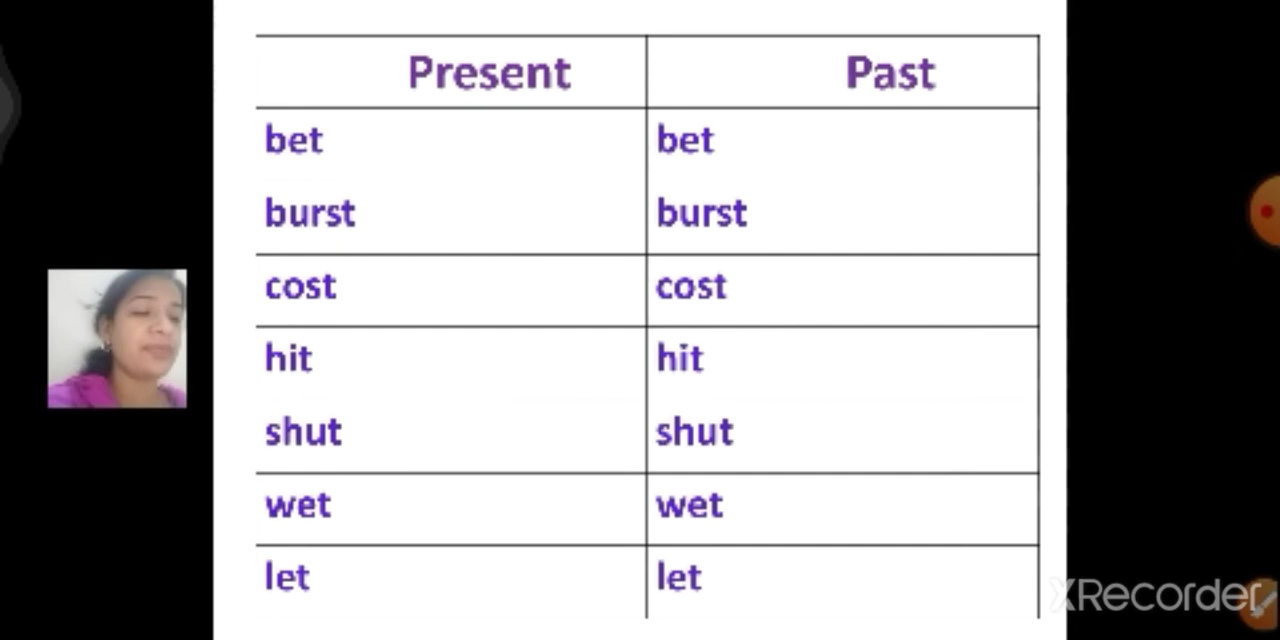 Present Past
bet bet
burst burst
cost cost
hit hit
shut shut
wet wet
let let
XRecorder